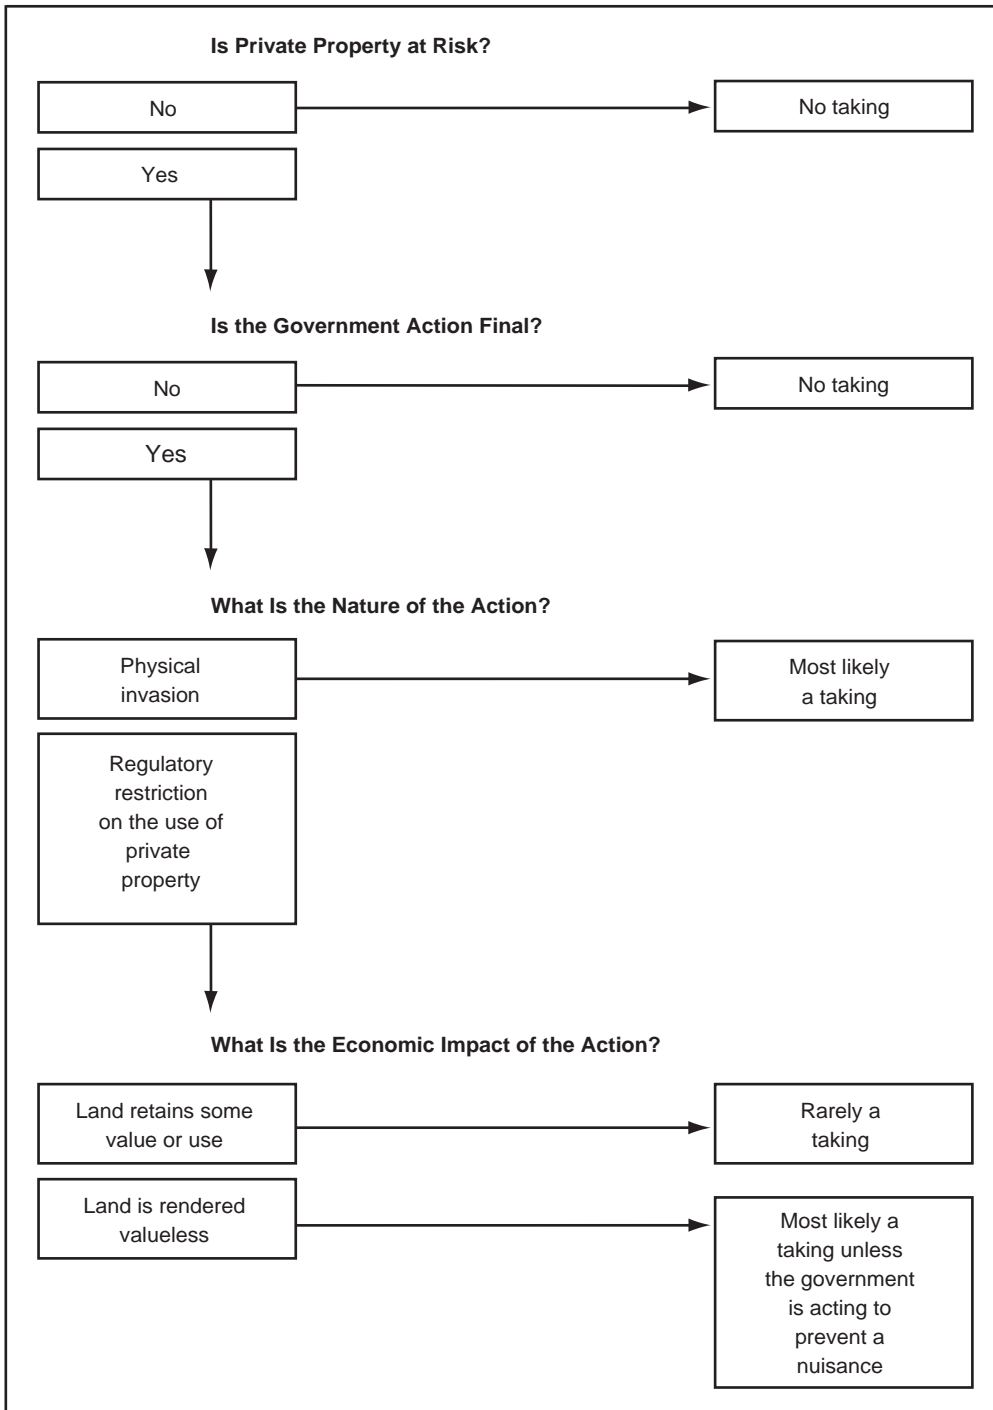 Is Private Property at Risk?
No
No taking
Yes
Is the Government Action Final?
No
No taking
Yes
What Is the Nature of the Action?
Physical
invasion
Most likely
a taking
Regulatory
restriction
on the use of
private
property
What Is the Economic Impact of the Action?
Land retains some
value or use
Rarely a
taking
Land is rendered
valueless
Most likely a
taking unless
the government
is acting to
prevent a
nuisance